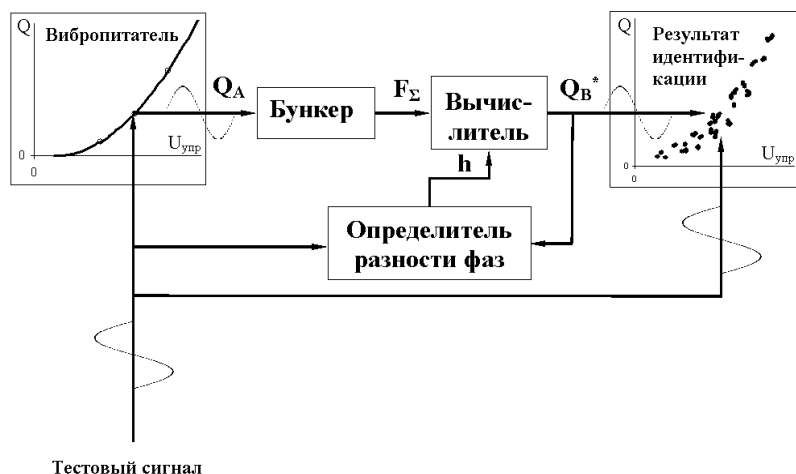 Q
Вибропитатель
0
0
Uупр
QA
Бункер
FΣ
Вычис-
литель
h
QB*
Определитель
разности фаз
Q
Результат
идентифи-
кации
0
0
Uупр
Тестовый сигнал